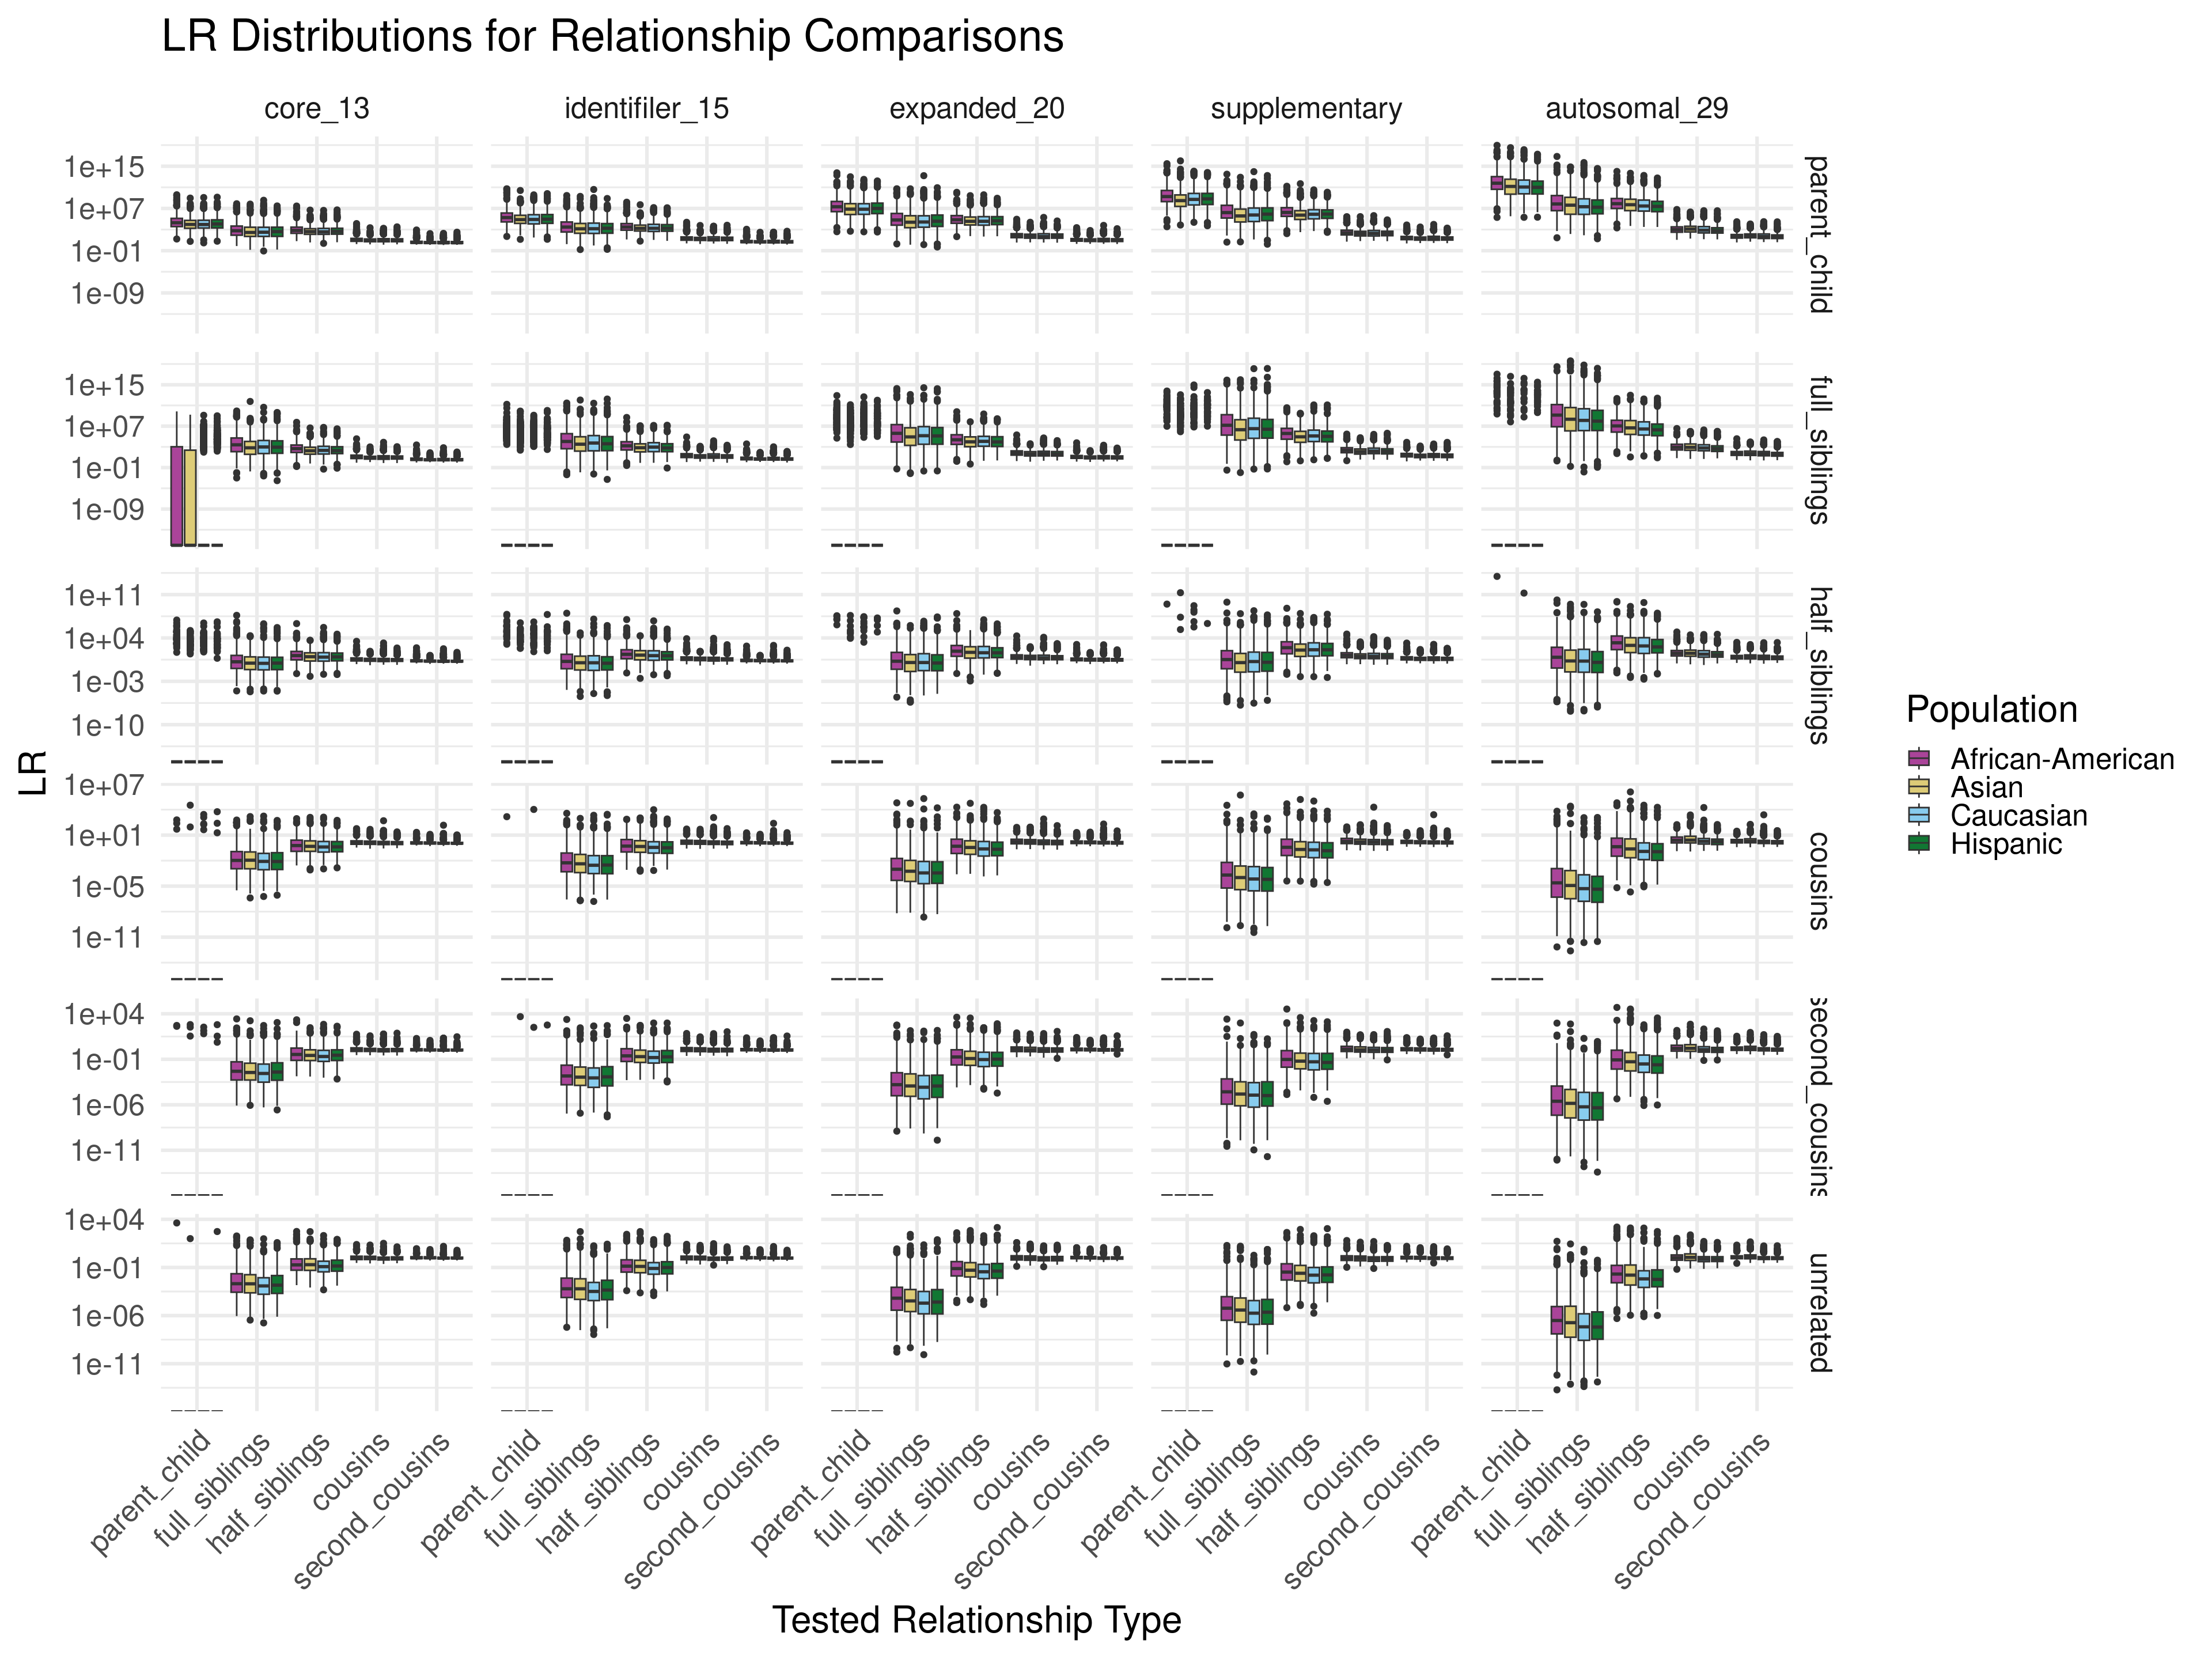 LR Distributions for Relationship Comparisons
core_13 identifiler_15 expanded_20 supplementary autosomal_29
1e+15
1e+07
1e-01
1e-09
parent_child
1e+15
1e+07
1e-01
1e-09
full_siblings
1e+11
1e+04
1e-03
1e-10
half_siblings
1e+07
1e+01
1e-05
1e-11
cousins
1e+04
1e-01
1e-06
1e-11
second_cousins
1e+04
1e-01
1e-06
1e-11
unrelated
LR
parent_child full_siblings half_siblings cousins second_cousins
parent_child full_siblings half_siblings cousins second_cousins
parent_child full_siblings half_siblings cousins second_cousins
parent_child full_siblings half_siblings cousins second_cousins
parent_child full_siblings half_siblings cousins second_cousins
Tested Relationship Type
Population
African-American
Asian
Caucasian
Hispanic